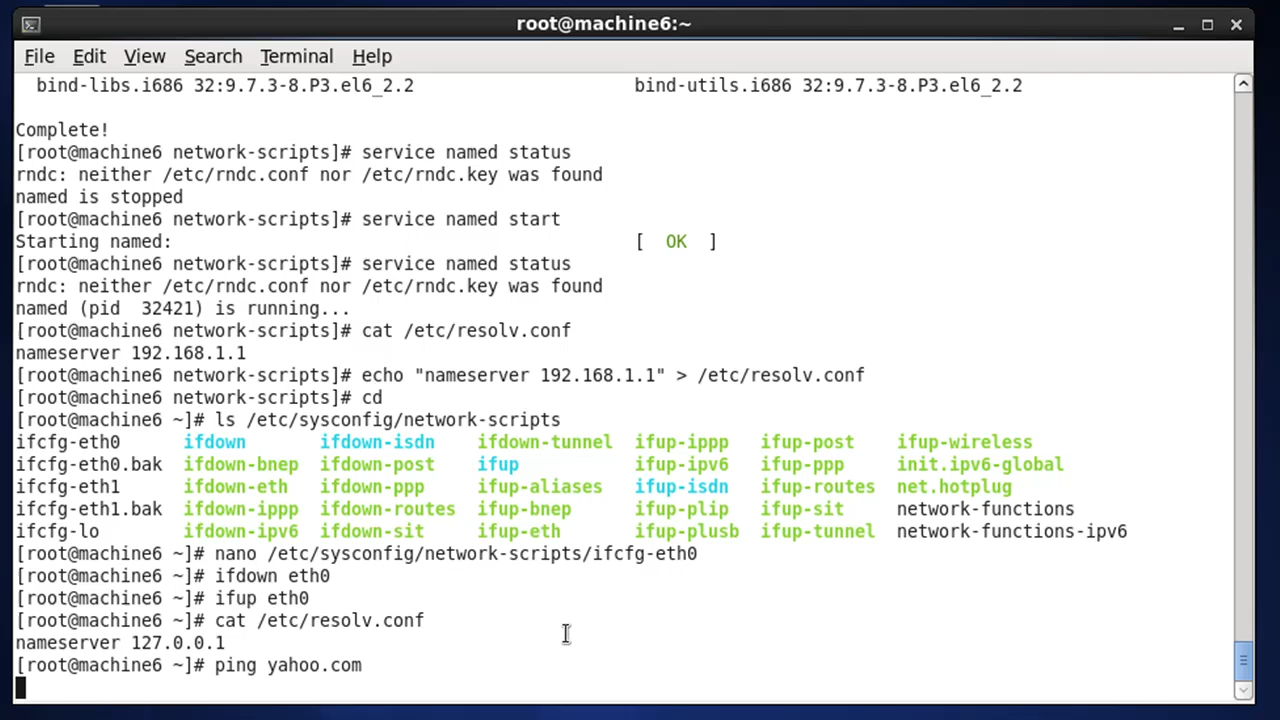 root@machine6:~
File Edit View Search Terminal Help
bind-libs.i686 32:9.7.3-8.P3.el6_2.2 bind-utils.i686 32:9.7.3-8.P3.el6_2.2
Complete!
[root@machine6 network-scripts]# service named status
rndc: neither /etc/rndc.conf nor /etc/rndc.key was found
named is stopped
[root@machine6 network-scripts]# service named start
Starting named: [ OK ]
[root@machine6 network-scripts]# service named status
rndc: neither /etc/rndc.conf nor /etc/rndc.key was found
named (pid 32421) is running...
[root@machine6 network-scripts]# cat /etc/resolv.conf
nameserver 192.168.1.1
[root@machine6 network-scripts]# echo "nameserver 192.168.1.1" > /etc/resolv.conf
[root@machine6 network-scripts]# cd
[root@machine6 ~]# ls /etc/sysconfig/network-scripts
ifcfg-eth0 ifdown ifdown-isdn ifdown-tunnel ifup-ippp ifup-post ifup-wireless
ifcfg-eth0.bak ifdown-bnep ifdown-post ifup ifup-ipv6 ifup-ppp init.ipv6-global
ifcfg-eth1 ifdown-eth ifdown-ppp ifup-aliases ifup-isdn ifup-routes net.hotplug
ifcfg-eth1.bak ifdown-ippp ifdown-routes ifup-bnep ifup-plip ifup-sit network-functions
ifcfg-lo ifdown-ipv6 ifdown-sit ifup-eth ifup-plusb ifup-tunnel network-functions-ipv6
[root@machine6 ~]# nano /etc/sysconfig/network-scripts/ifcfg-eth0
[root@machine6 ~]# ifdown eth0
[root@machine6 ~]# ifup eth0
[root@machine6 ~]# cat /etc/resolv.conf
nameserver 127.0.0.1
[root@machine6 ~]# ping yahoo.com